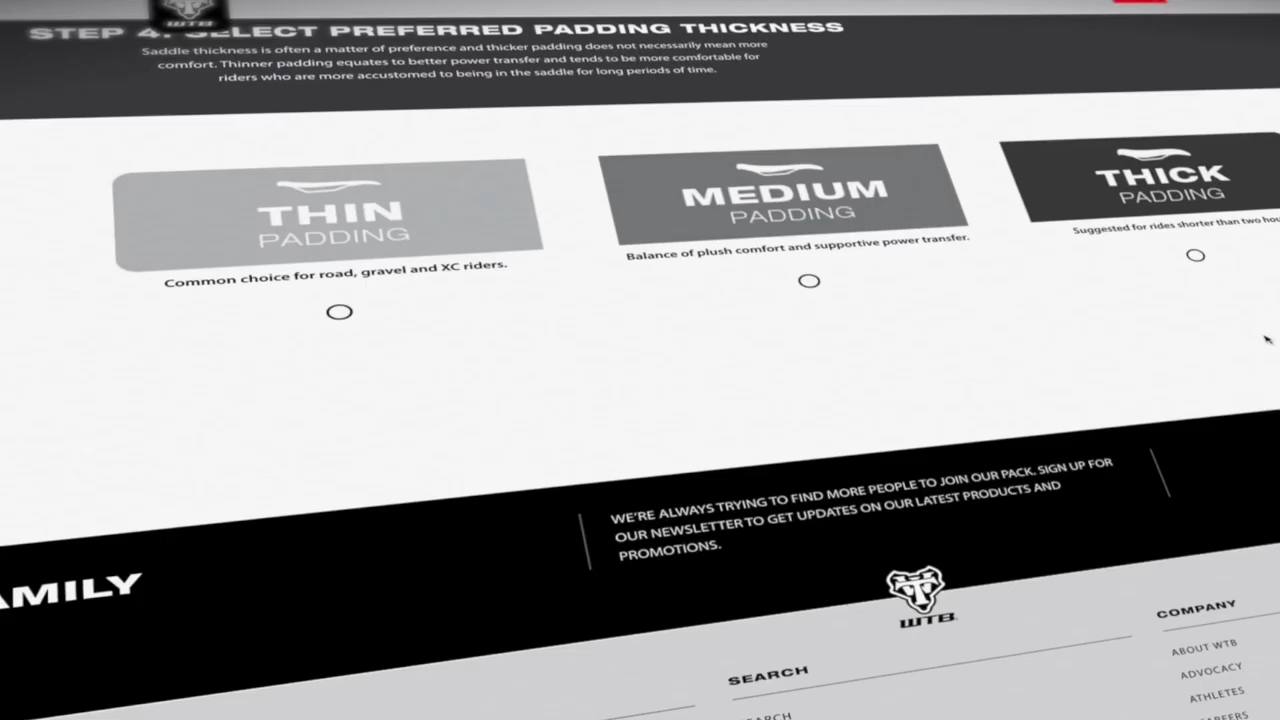 WTB
STEP 4: SELECT PREFERRED PADDING THICKNESS
Saddle thickness is often a matter of preference and thicker padding does not necessarily mean more
comfort. Thinner padding equates to better power transfer and tends to be more comfortable for
riders who are more accustomed to being in the saddle for long periods of time.
THIN
PADDING
Common choice for road, gravel and XC riders.
MEDIUM
PADDING
Balance of plush comfort and supportive power transfer.
THICK
PADDING
Suggested for rides shorter than two
WE'RE ALWAYS TRYING TO FIND MORE PEOPLE TO JOIN OUR PACK. SIGN UP FOR
OUR NEWSLETTER TO GET UPDATES ON OUR LATEST PRODUCTS AND
PROMOTIONS.
AMILY
WTB
SEARCH
SEARCH
COMPANY
ABOUT WTB
ADVOCACY
ATHLETES
CAREERS